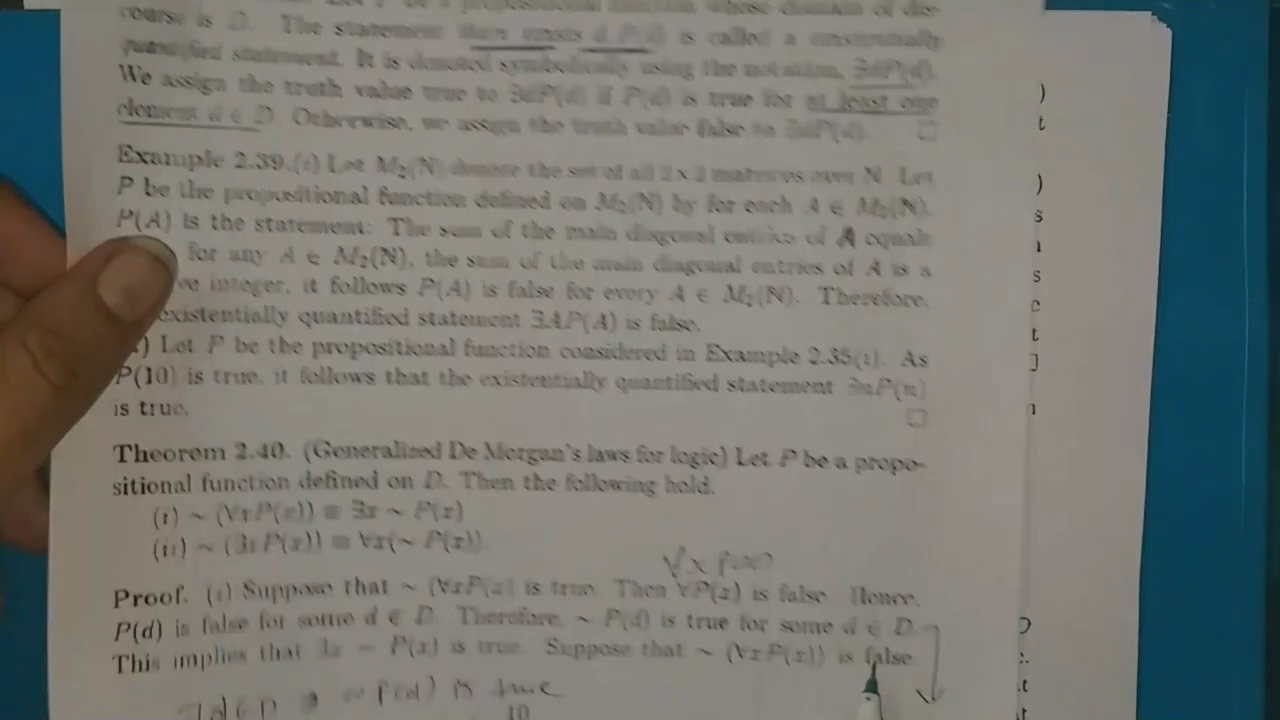 course is D. The statement there exists d, P(d) is called a existentially
quantified statement. It is denoted symbolically using the notation, ∃dP(d).
We assign the truth value true to ∃dP(d) if P(d) is true for at least one
element d ∈ D. Otherwise, we assign the truth value false to ∃dP(d). □
Example 2.39.(i) Let M₂(N) denote the set of all 2 x 2 matrices over N. Let
P be the propositional function defined on M₂(N) by for each A ∈ M₂(N),
P(A) is the statement: The sum of the main diagonal entries of A equals
for any A ∈ M₂(N), the sum of the main diagonal entries of A is a
ve integer, it follows P(A) is false for every A ∈ M₂(N). Therefore,
existentially quantified statement ∃AP(A) is false.
) Let P be the propositional function considered in Example 2.35(i). As
P(10) is true, it follows that the existentially quantified statement ∃nP(n)
is true. □
Theorem 2.40. (Generalized De Morgan's laws for logic) Let P be a propo-
sitional function defined on D. Then the following hold.
(i) ~ (∀xP(x)) ≡ ∃x ~ P(x)
(ii) ~ (∃xP(x)) ≡ ∀x(~ P(x))
∀x P(x)
Proof. (i) Suppose that ~ (∀xP(x) is true. Then ∀P(x) is false. Hence,
P(d) is false for some d ∈ D. Therefore, ~ P(d) is true for some d ∈ D.
This implies that ∃x ~ P(x) is true. Suppose that ~ (∀xP(x)) is false.
∃d∈D ∋ ~P(d) is true
10